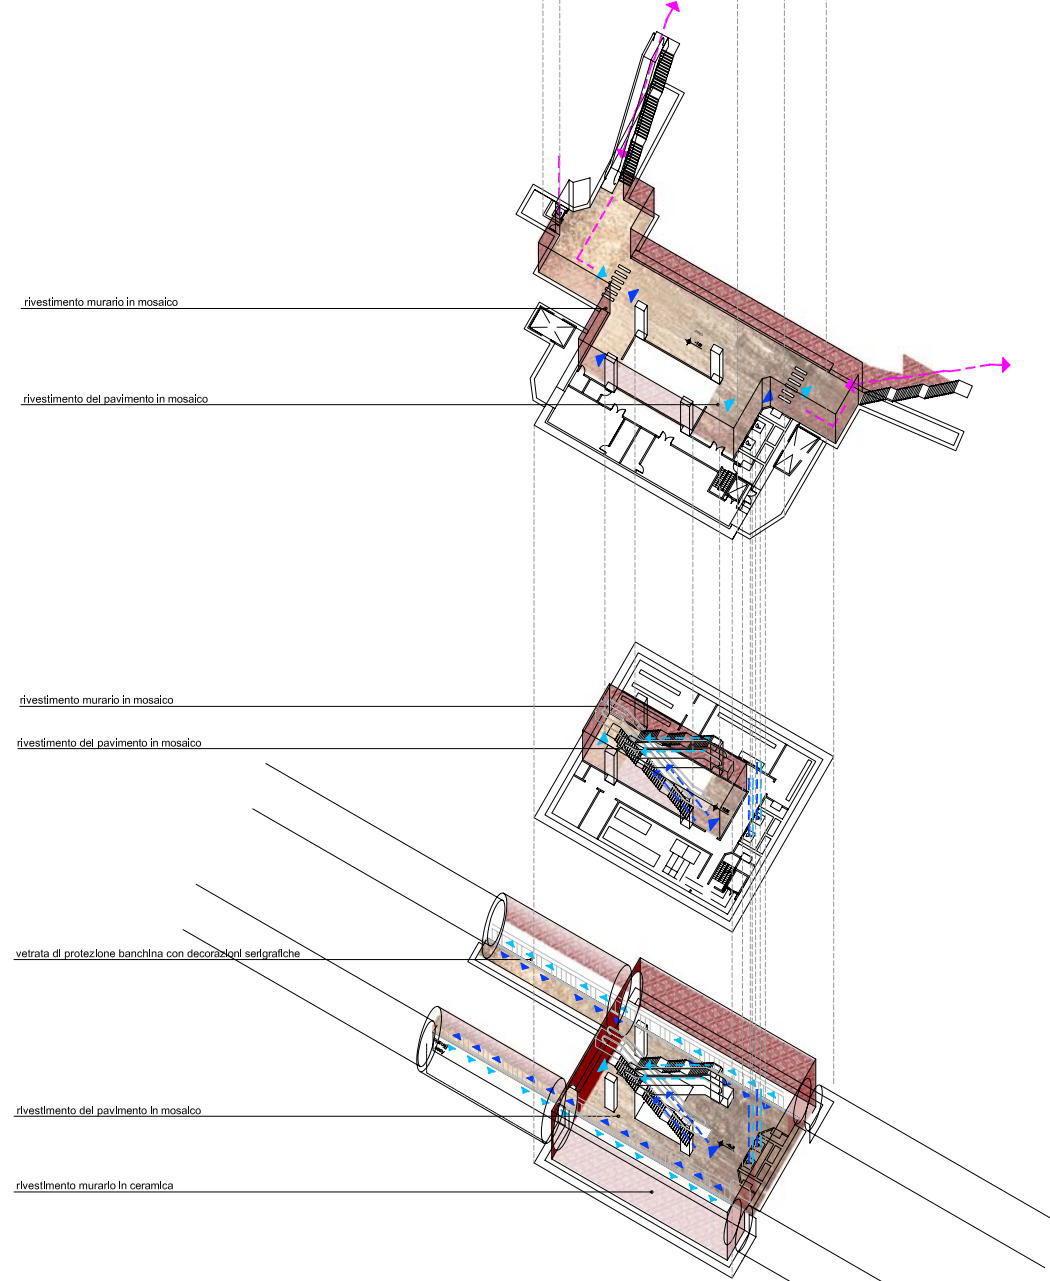 rivestimento murario in mosaico
rivestimento del pavimento in mosaico
rivestimento murario in mosaico
rivestimento del pavimento in mosaico
vetrata di protezione banchina con decorazioni serigrafiche
rivestimento del pavimento in mosaico
rivestimento murario in ceramica